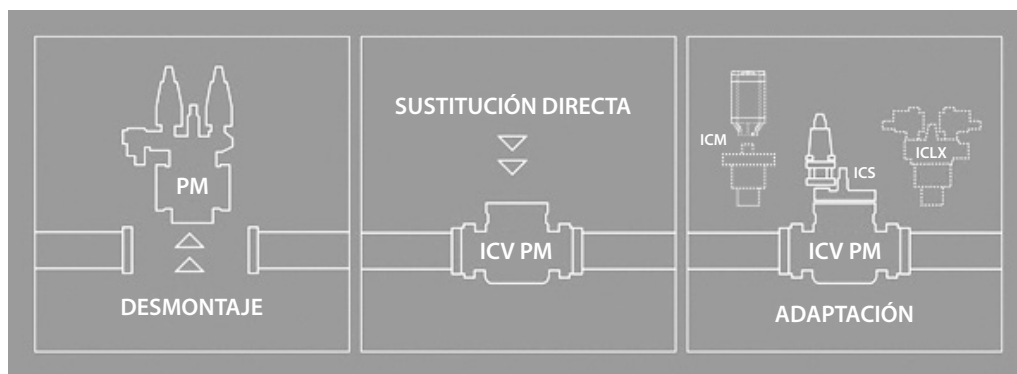 PM
DESMONTAJE
SUSTITUCIÓN DIRECTA
ICV PM
ICM
ICS
ICLX
ICV PM
ADAPTACIÓN